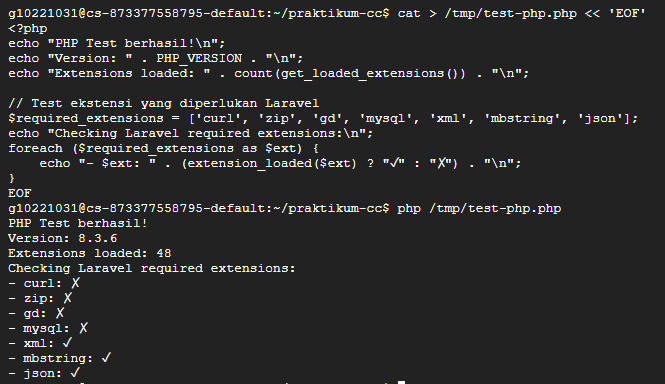 g10221031@cs-873377558795-default:~/praktikum-cc$ cat > /tmp/test-php.php << 'EOF'
<?php
echo "PHP Test berhasil!\n";
echo "Version: " . PHP_VERSION . "\n";
echo "Extensions loaded: " . count(get_loaded_extensions()) . "\n";

// Test ekstensi yang diperlukan Laravel
$required_extensions = ['curl', 'zip', 'gd', 'mysql', 'xml', 'mbstring', 'json'];
echo "Checking Laravel required extensions:\n";
foreach ($required_extensions as $ext) {
    echo "- $ext: " . (extension_loaded($ext) ? "✓" : "✗") . "\n";
}
EOF
g10221031@cs-873377558795-default:~/praktikum-cc$ php /tmp/test-php.php
PHP Test berhasil!
Version: 8.3.6
Extensions loaded: 48
Checking Laravel required extensions:
- curl: ✗
- zip: ✗
- gd: ✗
- mysql: ✗
- xml: ✓
- mbstring: ✓
- json: ✓